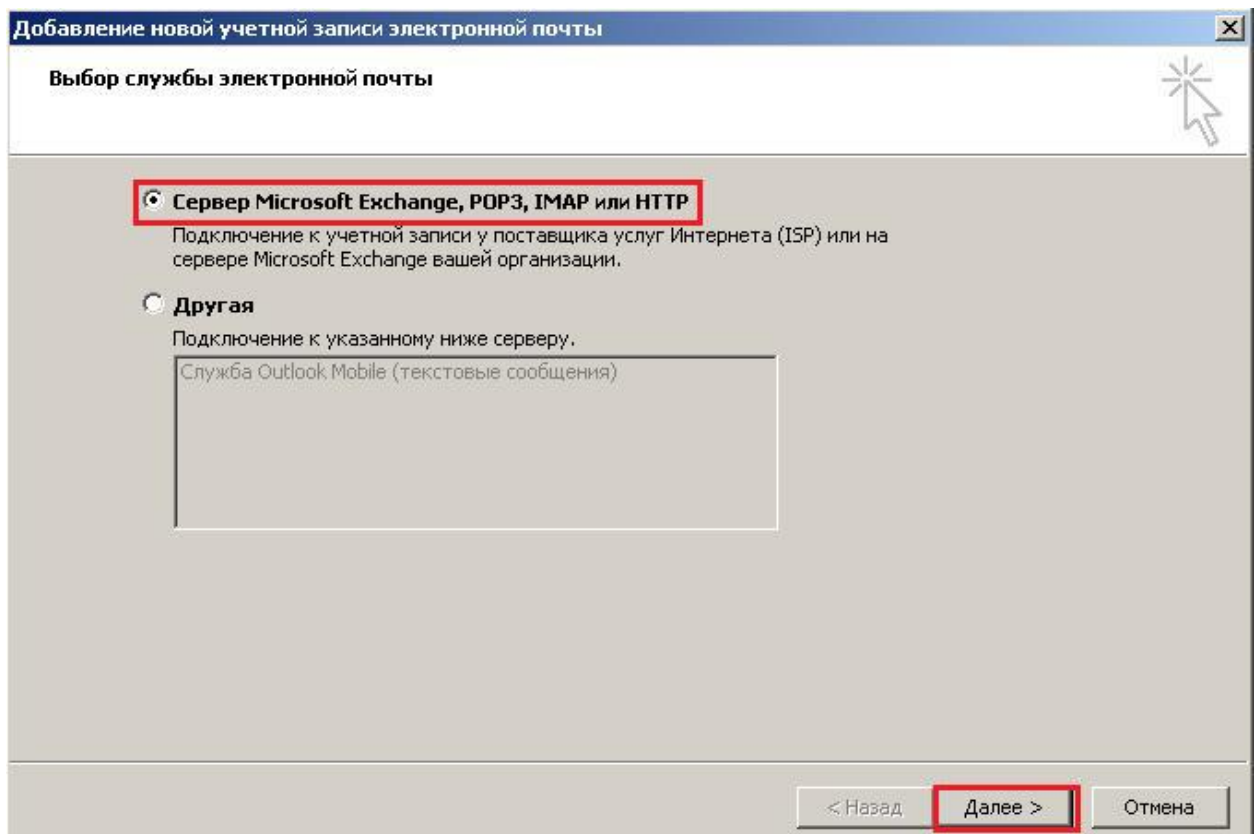 Добавление новой учетной записи электронной почты
Выбор службы электронной почты
Сервер Microsoft Exchange, POP3, IMAP или HTTP
Подключение к учетной записи у поставщика услуг Интернета (ISP) или на
сервере Microsoft Exchange вашей организации.
Другая
Подключение к указанному ниже серверу.
Служба Outlook Mobile (текстовые сообщения)
< Назад
Далее >
Отмена